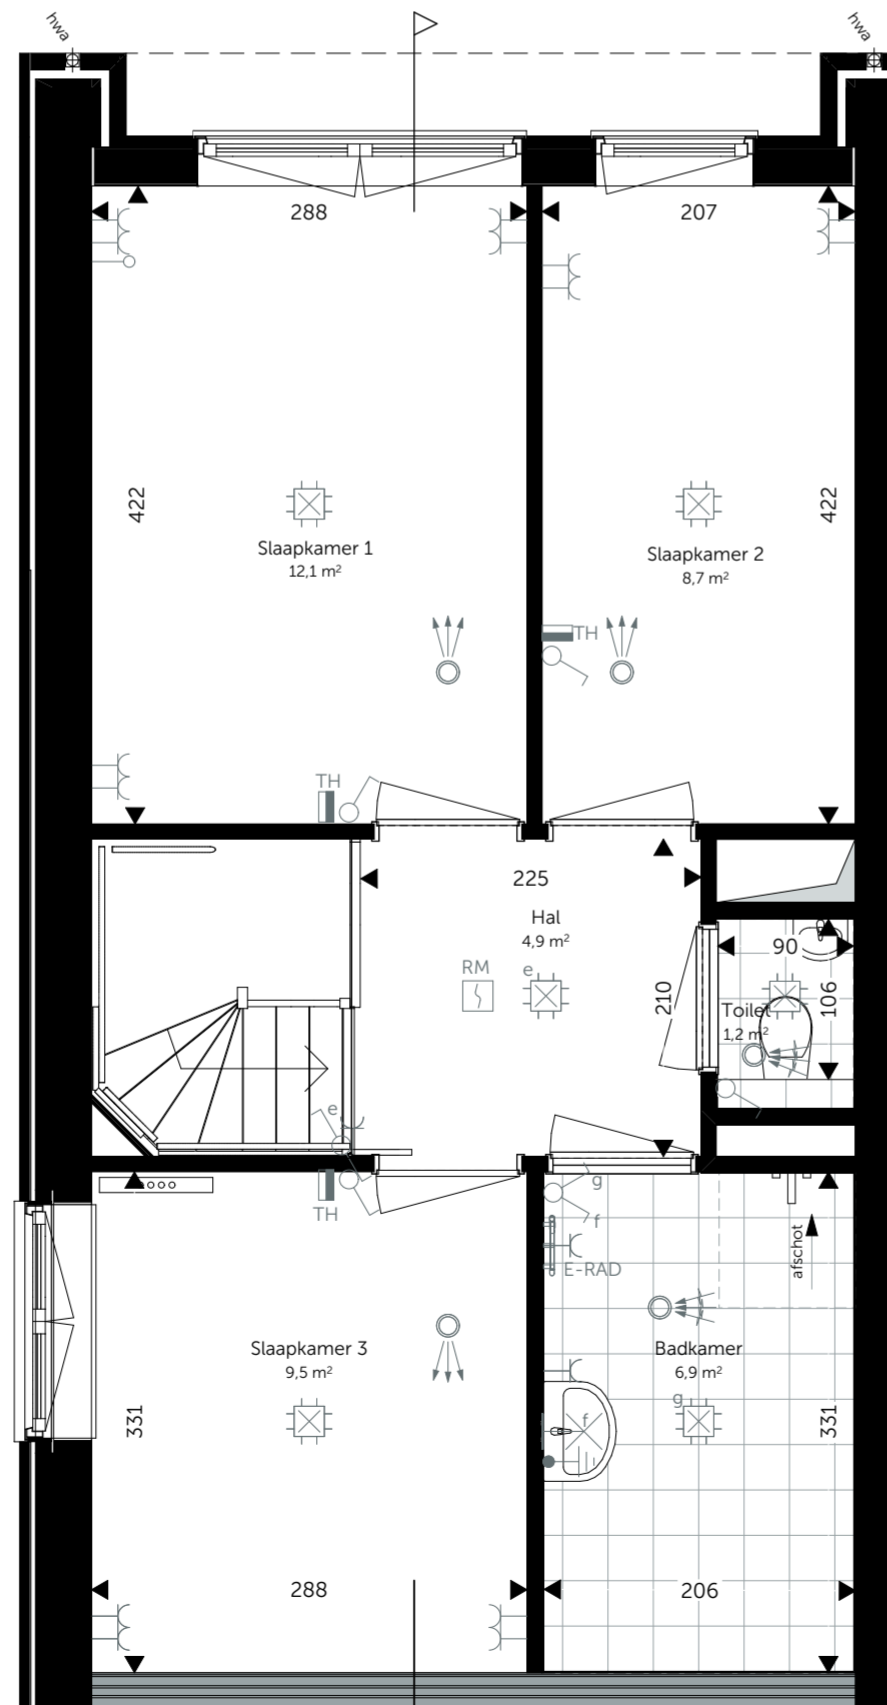 hwa
hwa
288
207
422
422
Slaapkamer 1
12,1 m²
Slaapkamer 2
8,7 m²
TH
TH
225
Hal
4,9 m²
RM
e
210
90
106
Toilet
1,2 m²
e
TH
g
f
E-RAD
afschot
Slaapkamer 3
9,5 m²
Badkamer
6,9 m²
g
f
331
331
288
206